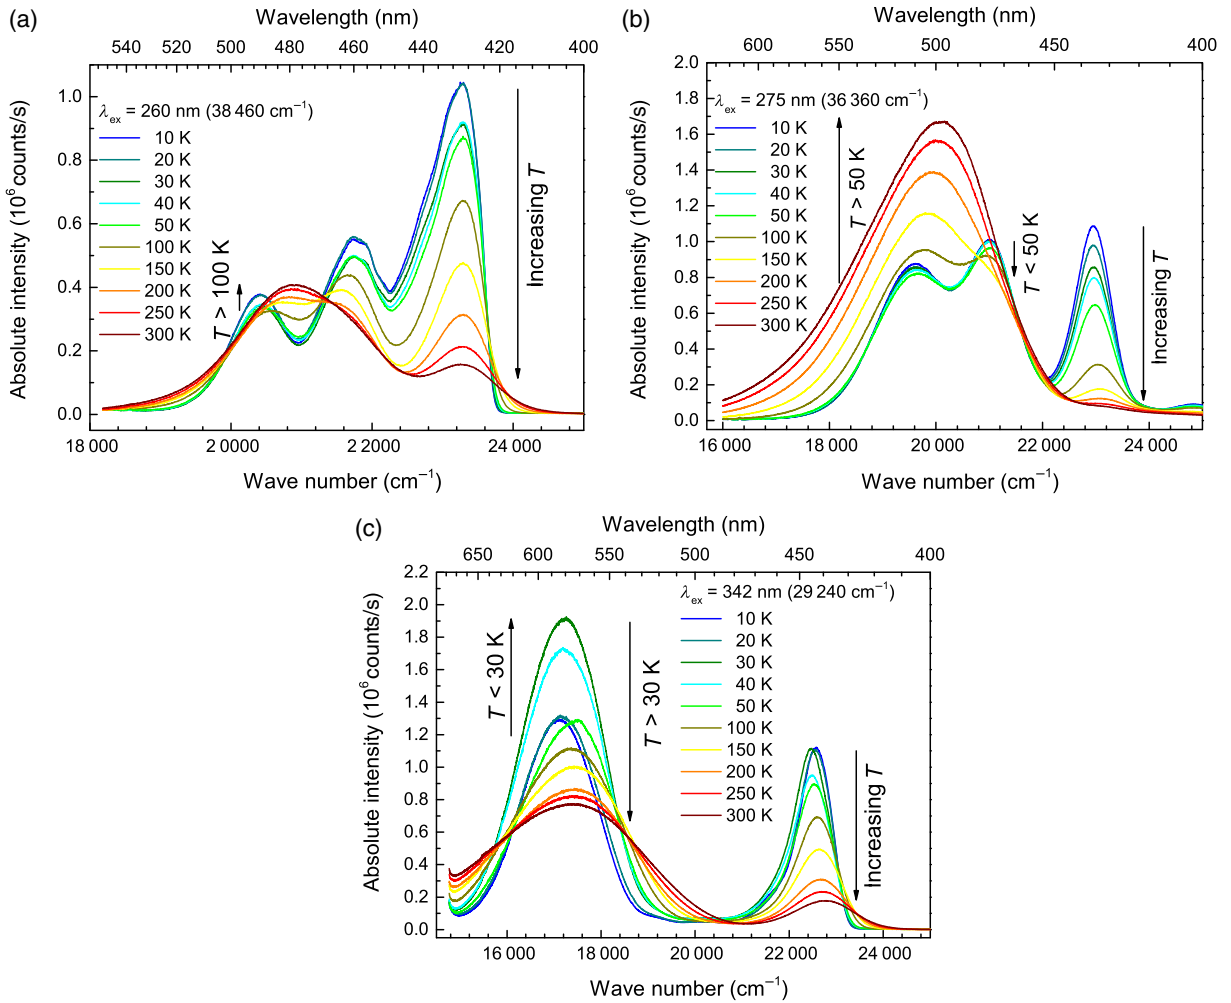 (a)
Wavelength (nm)
540 520 500 480 460 440 420 400
λex = 260 nm (38 460 cm⁻¹)
10 K
20 K
30 K
40 K
50 K
100 K
150 K
200 K
250 K
300 K
T > 100 K
Increasing T
Absolute intensity (10⁶ counts/s)
1.0
0.8
0.6
0.4
0.2
0.0
18 000 20 000 22 000 24 000
Wave number (cm⁻¹)
(b)
Wavelength (nm)
600 550 500 450 400
λex = 275 nm (36 360 cm⁻¹)
10 K
20 K
30 K
40 K
50 K
100 K
150 K
200 K
250 K
300 K
T > 50 K
T < 50 K
Increasing T
Absolute intensity (10⁶ counts/s)
2.0
1.8
1.6
1.4
1.2
1.0
0.8
0.6
0.4
0.2
0.0
16 000 18 000 20 000 22 000 24 000
Wave number (cm⁻¹)
(c)
Wavelength (nm)
650 600 550 500 450 400
λex = 342 nm (29 240 cm⁻¹)
10 K
20 K
30 K
40 K
50 K
100 K
150 K
200 K
250 K
300 K
T < 30 K
T > 30 K
Increasing T
Absolute intensity (10⁶ counts/s)
2.2
2.0
1.8
1.6
1.4
1.2
1.0
0.8
0.6
0.4
0.2
0.0
16 000 18 000 20 000 22 000 24 000
Wave number (cm⁻¹)